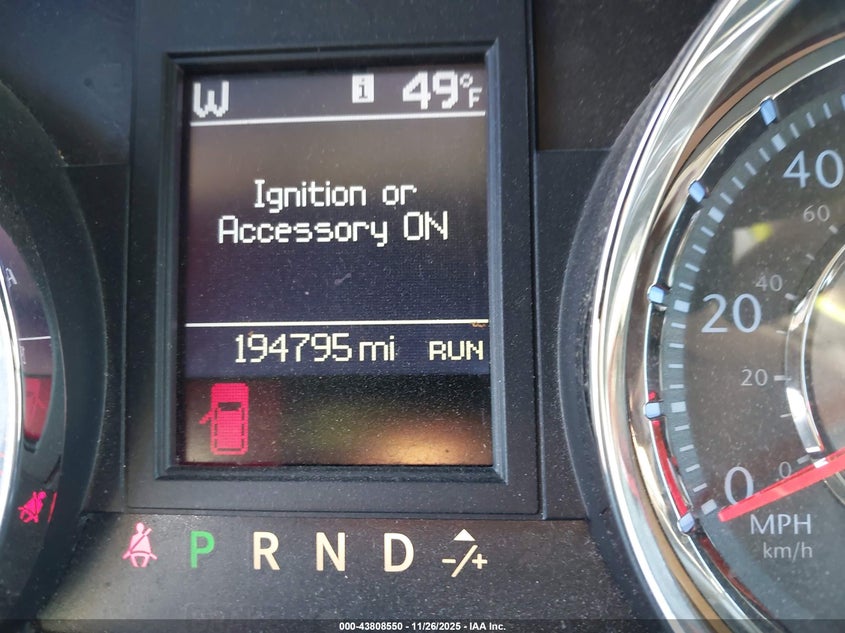 W i 49°F
Ignition or
Accessory ON
194795 mi RUN
P R N D -/+
40
60
20
40
20
0
0
MPH
km/h
000-43808550 - 11/26/2025 - IAA Inc.